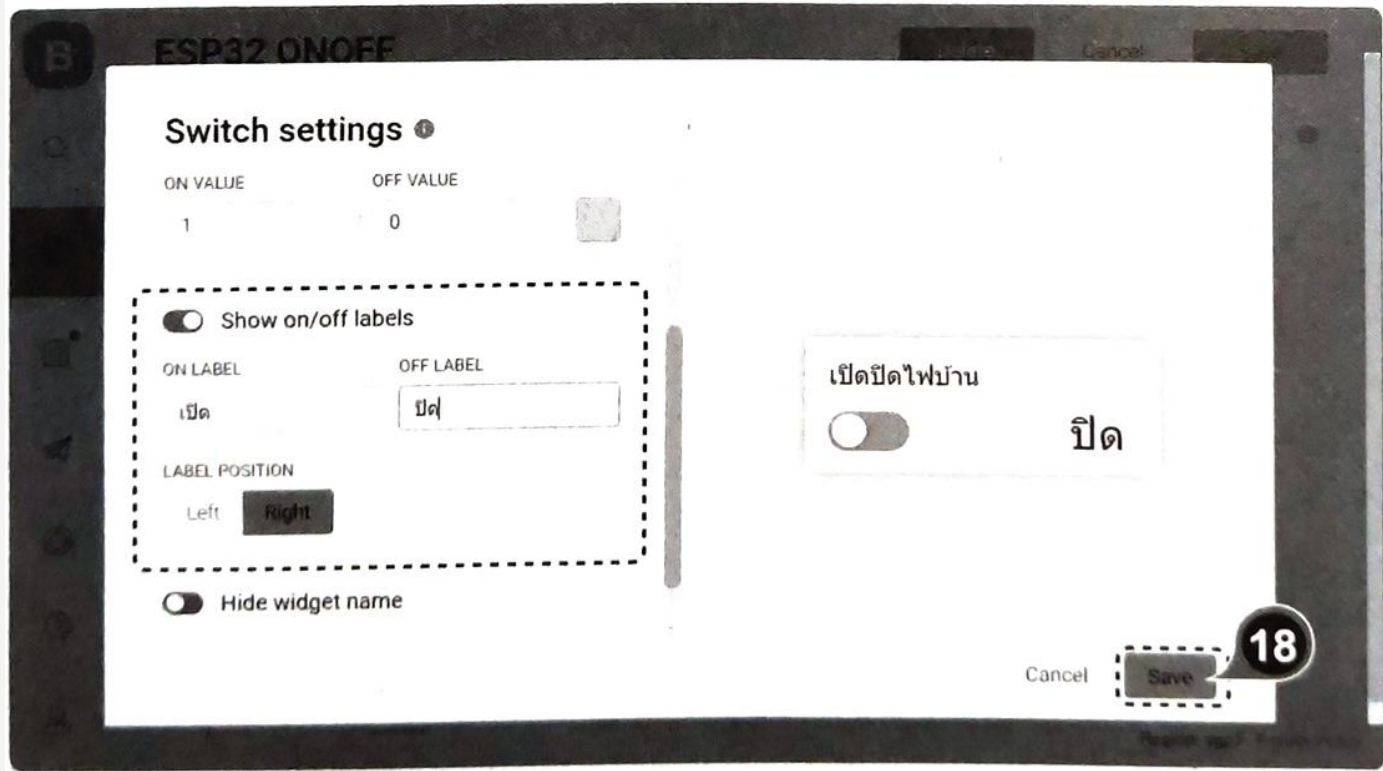 B
ESP32 ONOFF
Cancel
Switch settings
ON VALUE OFF VALUE
1 0
Show on/off labels
ON LABEL OFF LABEL
เปิด ปิด
LABEL POSITION
Left Right
Hide widget name
เปิดปิดไฟบ้าน
ปิด
Cancel Save
18